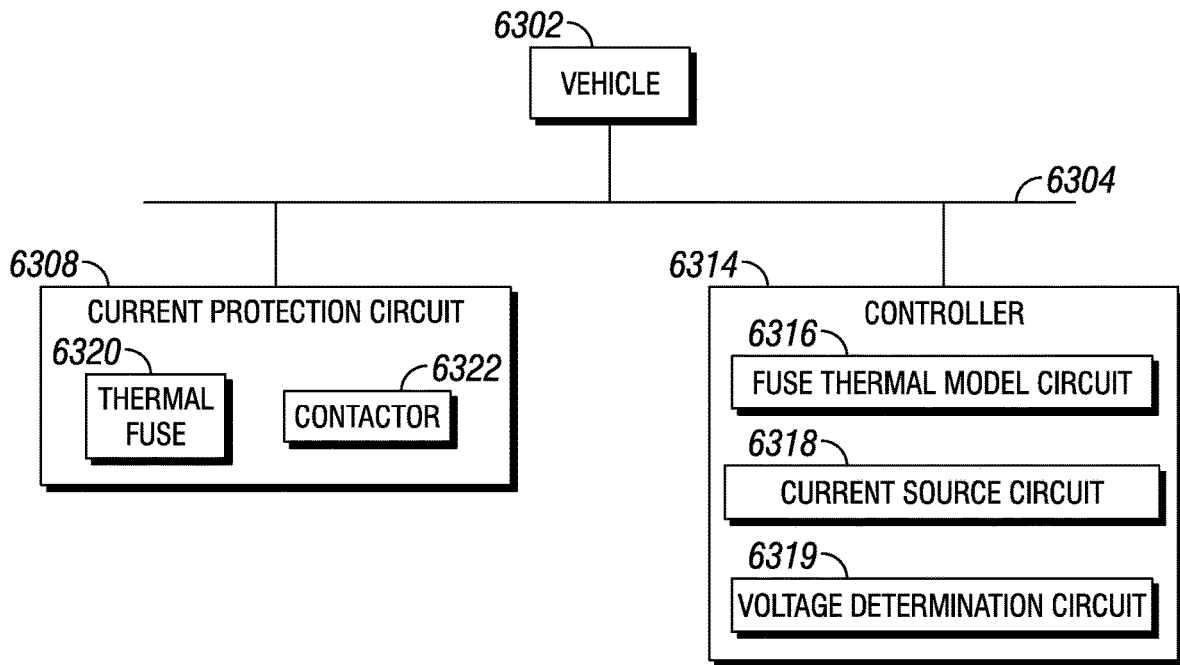 6302
VEHICLE
6304
6308
CURRENT PROTECTION CIRCUIT
6320
THERMAL
FUSE
6322
CONTACTOR
6314
CONTROLLER
6316
FUSE THERMAL MODEL CIRCUIT
6318
CURRENT SOURCE CIRCUIT
6319
VOLTAGE DETERMINATION CIRCUIT